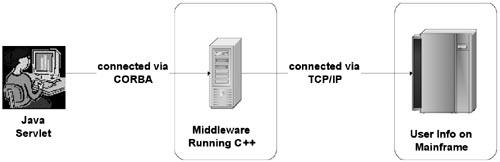 connected via
CORBA
connected via
TCP/IP
Java
Servlet
Middleware
Running C++
User Info on
Mainframe